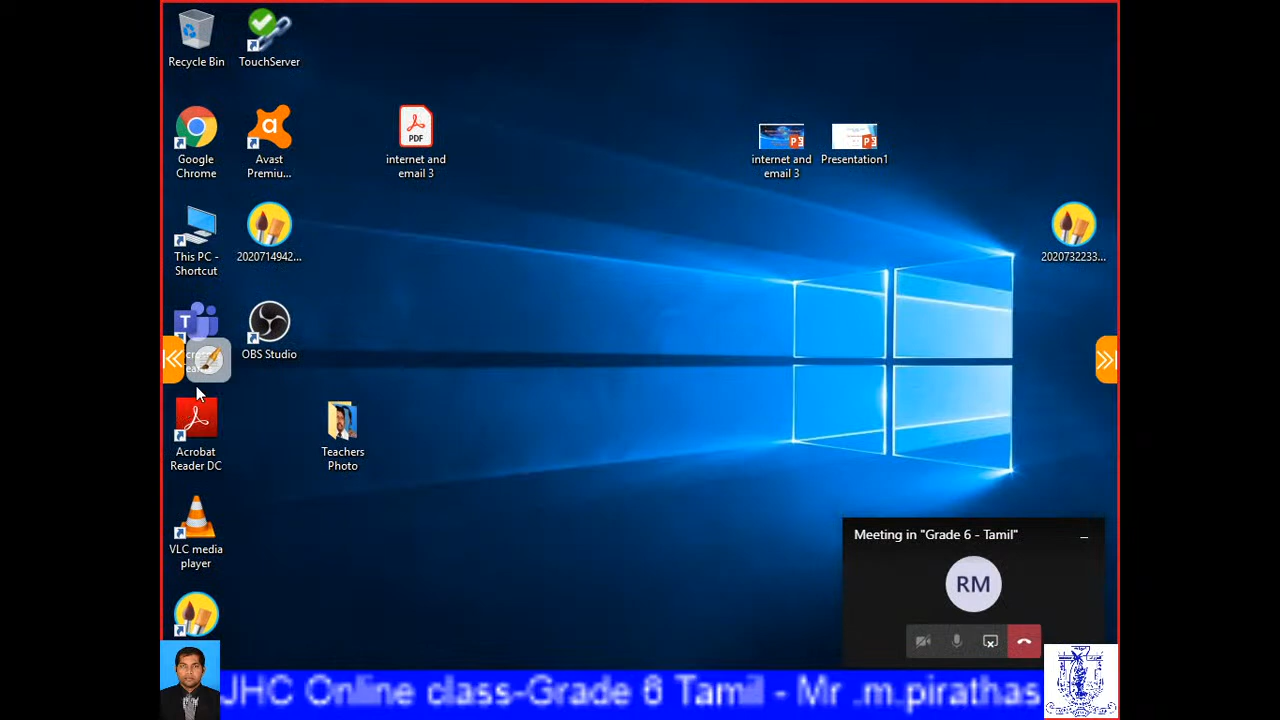 Recycle Bin
TouchServer
Google
Chrome
Avast
Premiu...
PDF
internet and
email 3
internet and
email 3
Presentation1
This PC -
Shortcut
2020714942...
2020732233...
T
OBS Studio
Acrobat
Reader DC
Teachers
Photo
VLC media
player
Meeting in "Grade 6 - Tamil"
RM
JHC Online class-Grade 6 Tamil - Mr .m.pirathas